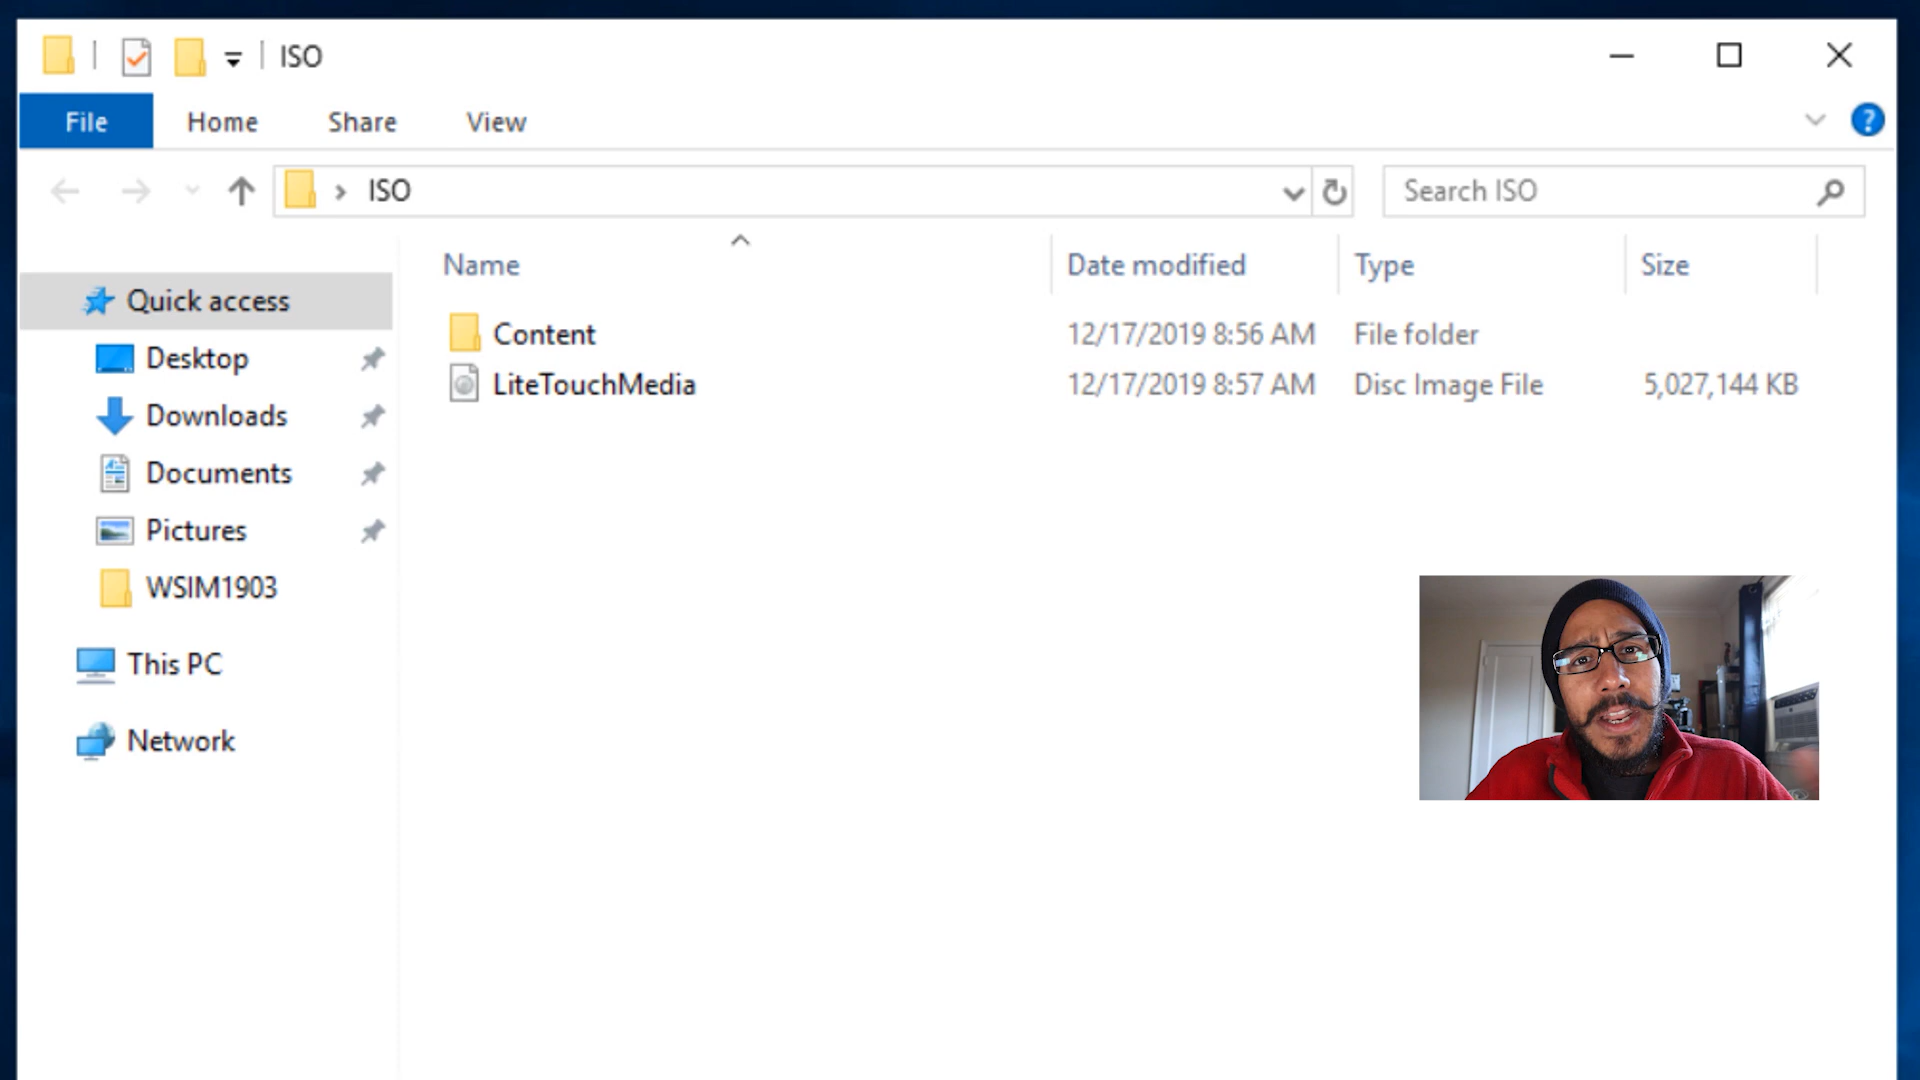 ISO
File Home Share View ?
ISO Search ISO
Name Date modified Type Size
Quick access
Content 12/17/2019 8:56 AM File folder
Desktop
LiteTouchMedia 12/17/2019 8:57 AM Disc Image File 5,027,144 KB
Downloads
Documents
Pictures
WSIM1903
This PC
Network